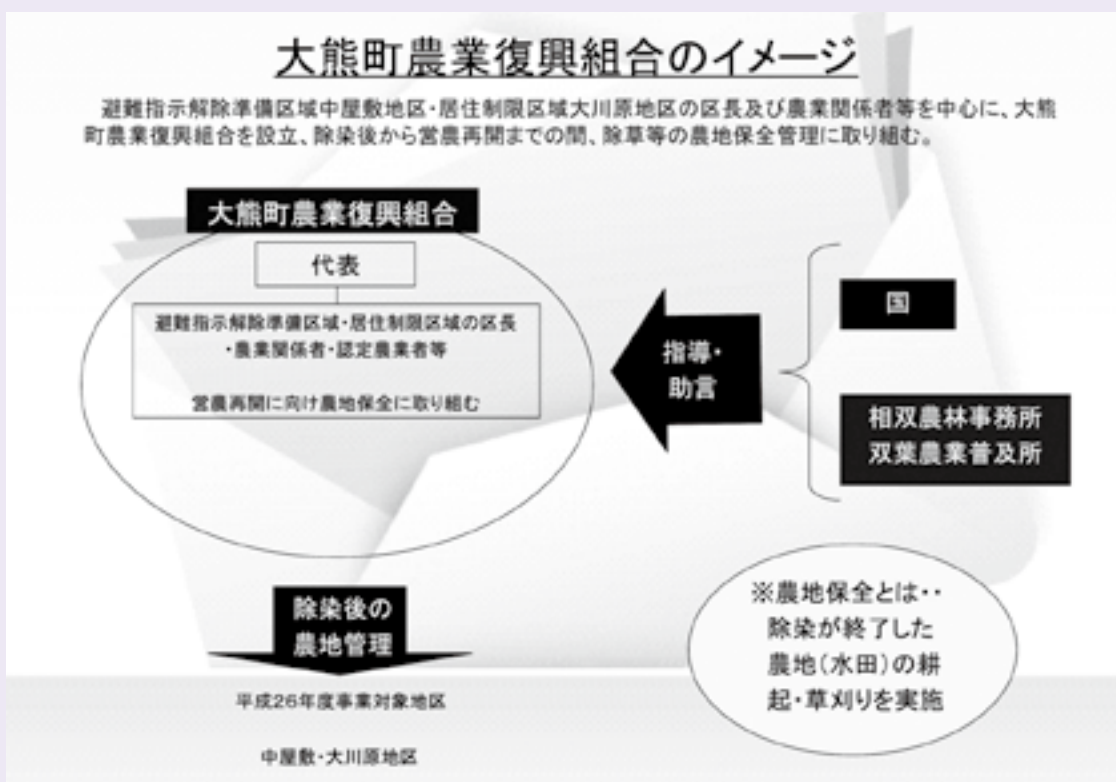 大熊町農業復興組合のイメージ
避難指示解除準備区域中屋敷地区・居住制限区域大川原地区の区長及び農業関係者等を中心に、大熊
町農業復興組合を設立、除染後から営農再開までの間、除草等の農地保全管理に取り組む。
大熊町農業復興組合
代表
避難指示解除準備区域・居住制限区域の区長
・農業関係者・認定農業者等
営農再開に向け農地保全に取り組む
指導・
助言
国
相双農林事務所
双葉農業普及所
除染後の
農地管理
平成26年度事業対象地区
中屋敷・大川原地区
※農地保全とは・・
除染が終了した
農地(水田)の耕
起・草刈りを実施